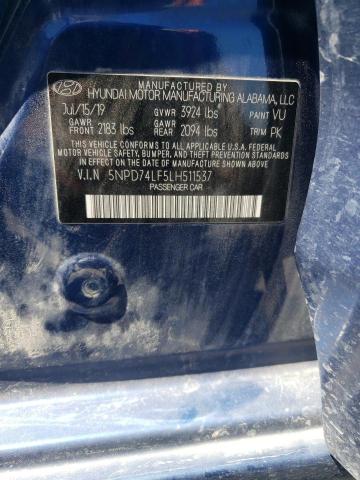 MANUFACTURED BY
HYUNDAI MOTOR MANUFACTURING ALABAMA, LLC
JUL/15/19 GVWR 3924 lbs PAINT VU
GAWR FRONT 2183 lbs GAWR REAR 2094 lbs TRIM PK
THIS VEHICLE CONFORMS TO ALL APPLICABLE U.S.A. FEDERAL
MOTOR VEHICLE SAFETY, BUMPER, AND THEFT PREVENTION STANDARDS
IN EFFECT ON THE DATE OF MANUFACTURE SHOWN ABOVE.
V.I.N 5NPD74LF5LH511537
PASSENGER CAR